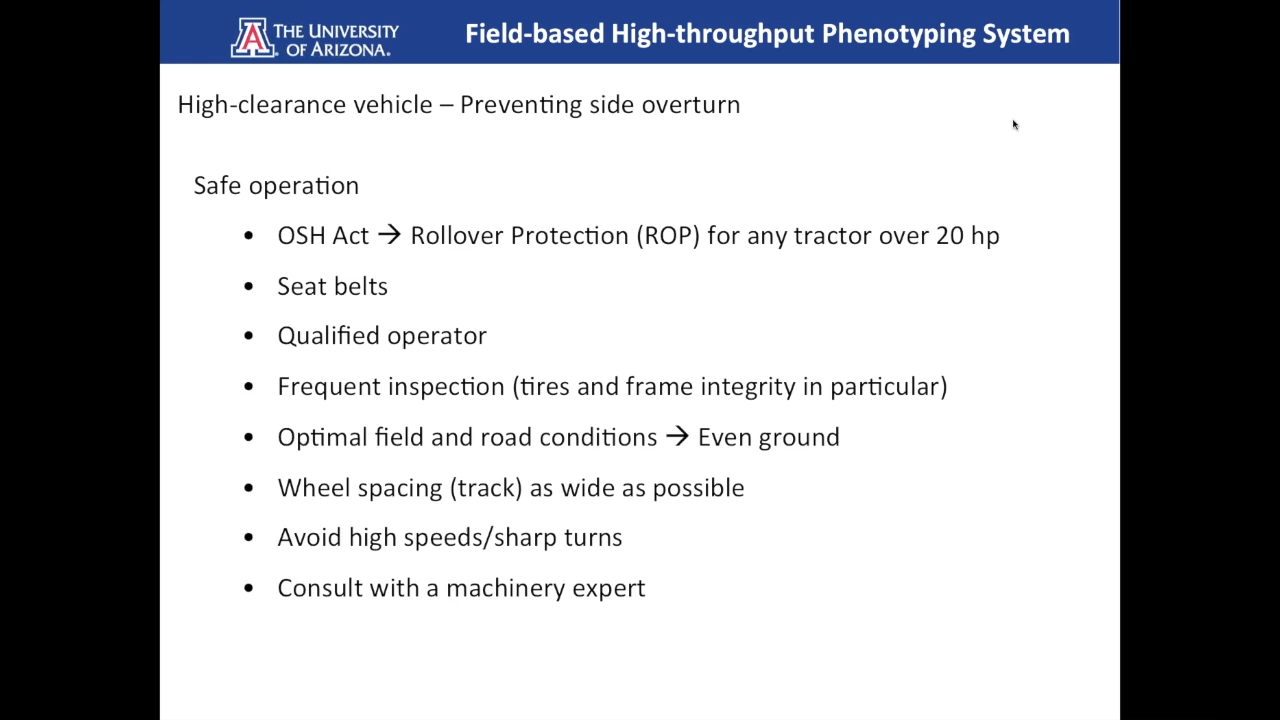 A THE UNIVERSITY
OF ARIZONA.
Field-based High-throughput Phenotyping System
High-clearance vehicle – Preventing side overturn
Safe operation
• OSH Act → Rollover Protection (ROP) for any tractor over 20 hp
• Seat belts
• Qualified operator
• Frequent inspection (tires and frame integrity in particular)
• Optimal field and road conditions → Even ground
• Wheel spacing (track) as wide as possible
• Avoid high speeds/sharp turns
• Consult with a machinery expert